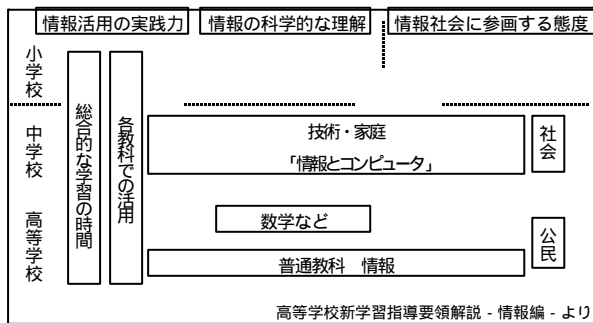 情報活用の実践力
情報の科学的な理解
情報社会に参画する態度
小学校
中学校
高等学校
総合的な学習の時間
各教科での活用
技術・家庭
「情報とコンピュータ」
社会
数学など
公民
普通教科　情報
高等学校新学習指導要領解説 - 情報編 - より